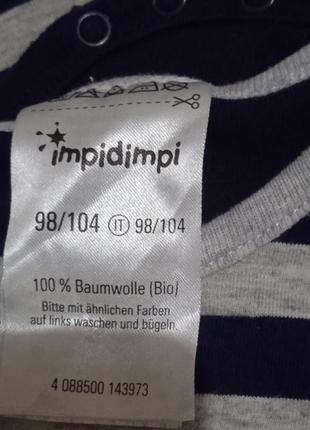 impidimpi
98/104 (IT) 98/104
100 % Baumwolle (Bio)
Bitte mit ähnlichen Farben
auf links waschen und bügeln.
4 088500 143973